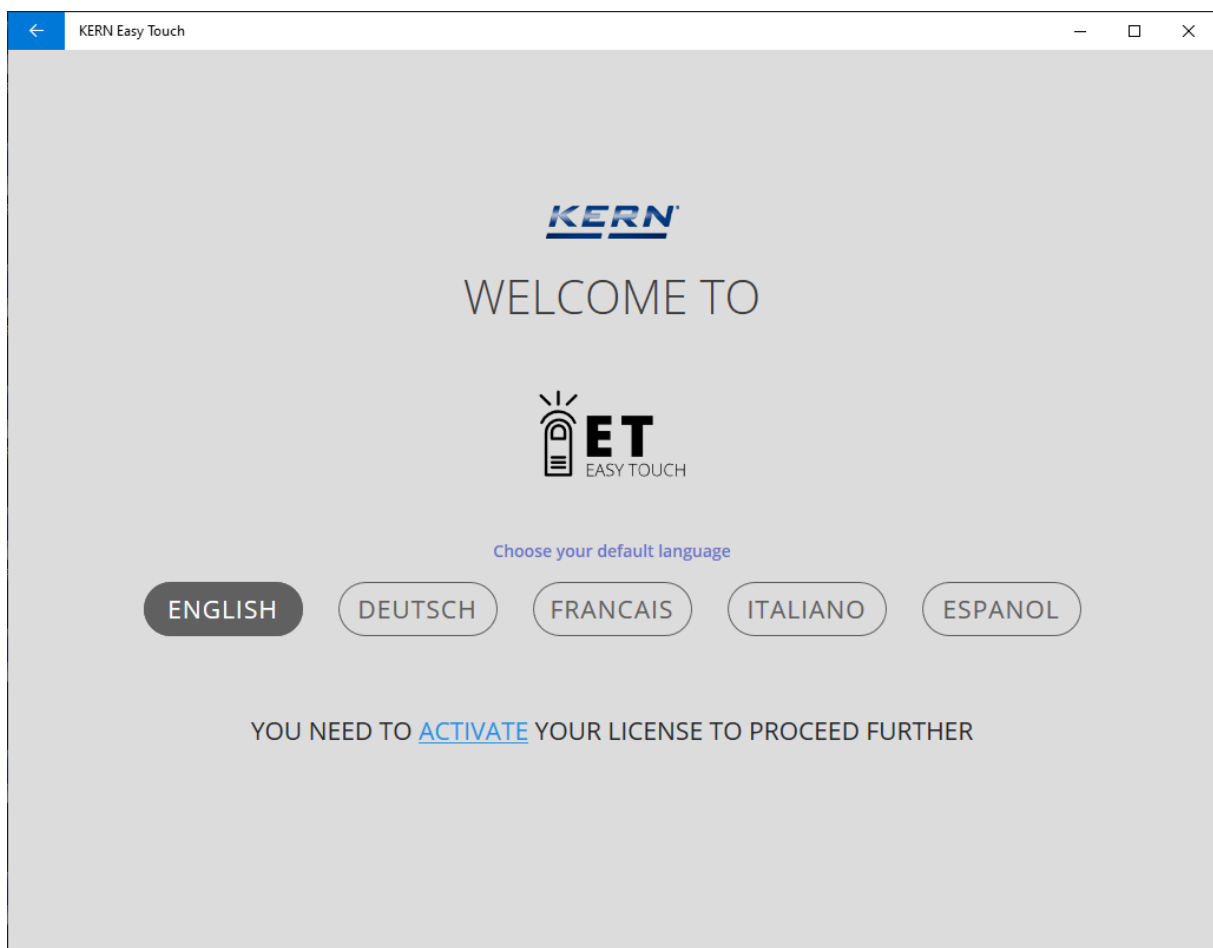 KERN Easy Touch
KERN
WELCOME TO
ET
EASY TOUCH
Choose your default language
ENGLISH DEUTSCH FRANCAIS ITALIANO ESPANOL
YOU NEED TO ACTIVATE YOUR LICENSE TO PROCEED FURTHER